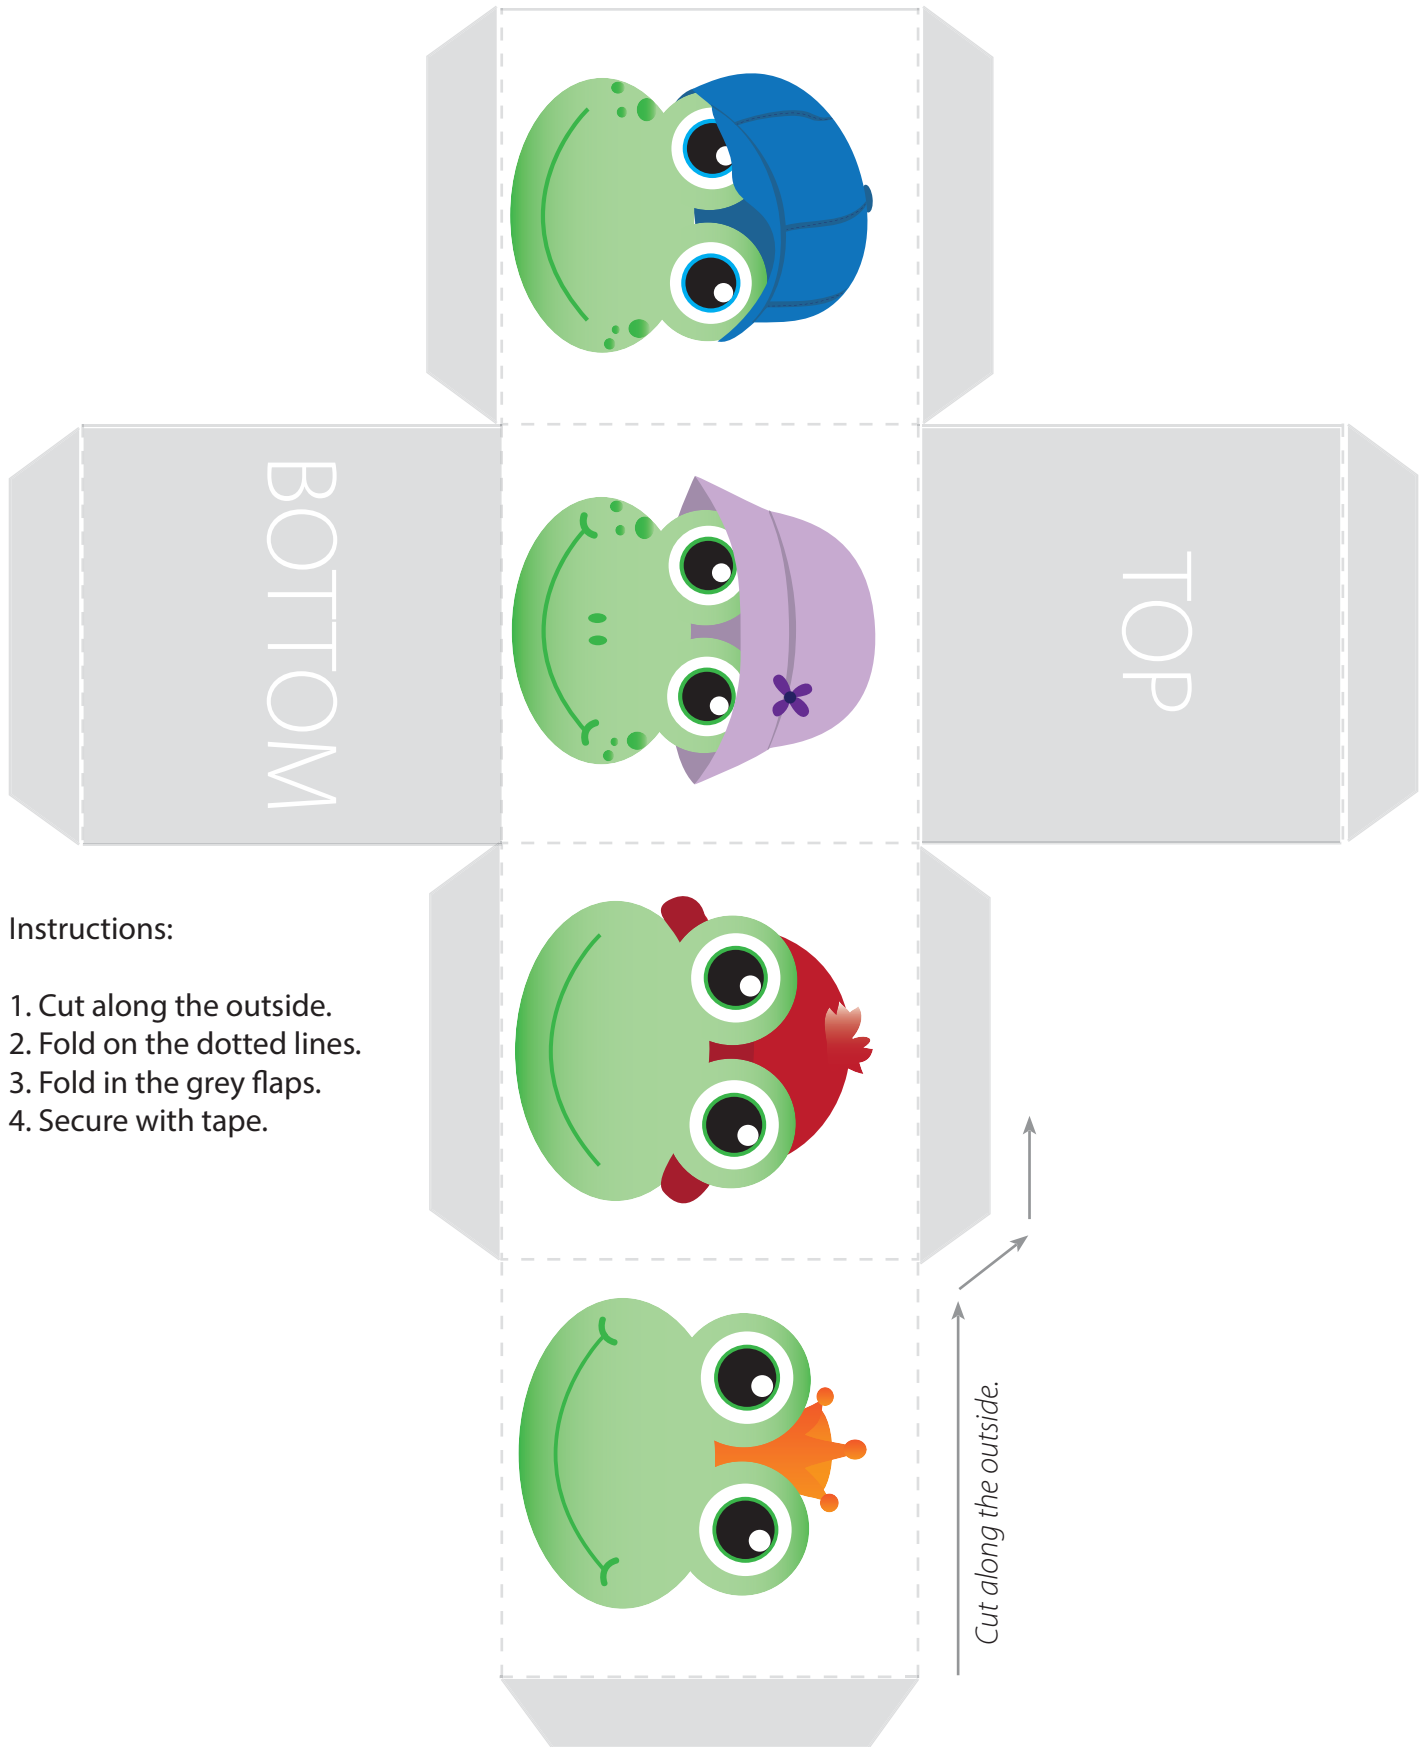 BOTTOM
TOP
Instructions:
1. Cut along the outside.
2. Fold on the dotted lines.
3. Fold in the grey flaps.
4. Secure with tape.
Cut along the outside.